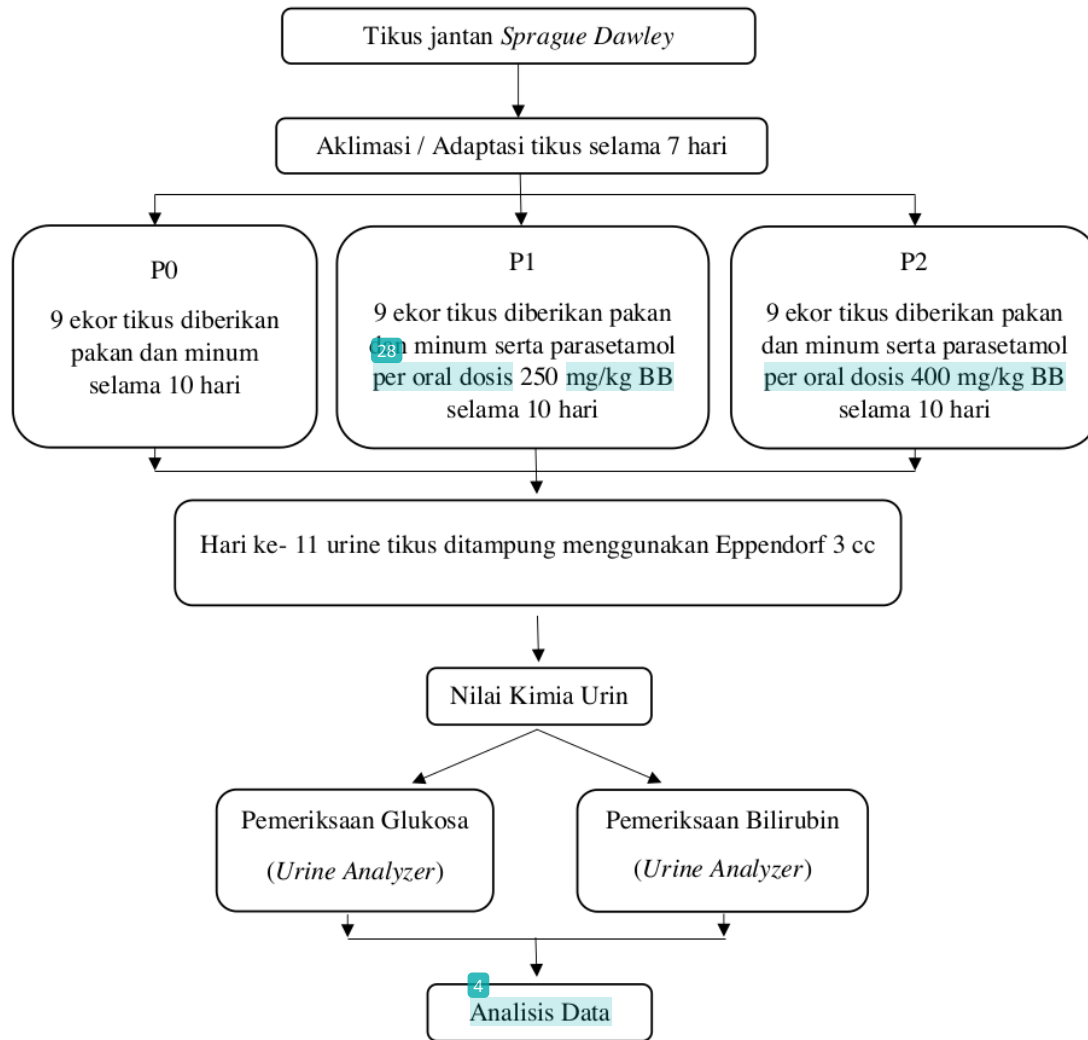 Tikus jantan Sprague Dawley
Aklimasi / Adaptasi tikus selama 7 hari
P0
9 ekor tikus diberikan
pakan dan minum
selama 10 hari
P1
9 ekor tikus diberikan pakan
dan minum serta parasetamol
28
per oral dosis 250 mg/kg BB
selama 10 hari
P2
9 ekor tikus diberikan pakan
dan minum serta parasetamol
per oral dosis 400 mg/kg BB
selama 10 hari
Hari ke- 11 urine tikus ditampung menggunakan Eppendorf 3 cc
Nilai Kimia Urin
Pemeriksaan Glukosa
(Urine Analyzer)
Pemeriksaan Bilirubin
(Urine Analyzer)
4
Analisis Data